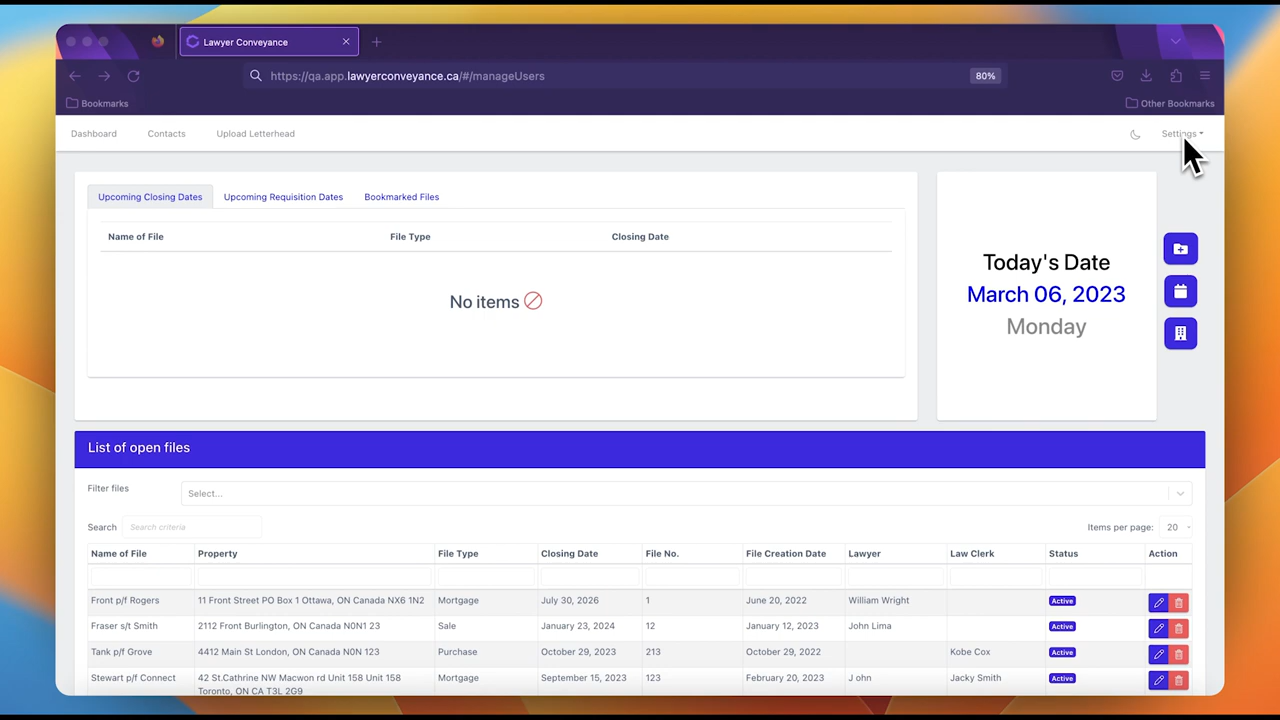 Lawyer Conveyance
https://qa.app.lawyerconveyance.ca/#/manageUsers
80%
Bookmarks
Other Bookmarks
Dashboard Contacts Upload Letterhead Settings
Upcoming Closing Dates Upcoming Requisition Dates Bookmarked Files
Name of File File Type Closing Date
No items
Today's Date
March 06, 2023
Monday
List of open files
Filter files Select...
Search Search criteria Items per page: 20
Name of File Property File Type Closing Date File No. File Creation Date Lawyer Law Clerk Status Action
Front p/f Rogers 11 Front Street PO Box 1 Ottawa, ON Canada NX6 1N2 Mortgage July 30, 2026 1 June 20, 2022 William Wright Active
Fraser s/t Smith 2112 Front Burlington, ON Canada N0N1 23 Sale January 23, 2024 12 January 12, 2023 John Lima Active
Tank p/f Grove 4412 Main St London, ON Canada N0N 123 Purchase October 29, 2023 213 October 29, 2022 Kobe Cox Active
Stewart p/f Connect 42 St.Cathrine NW Macwon rd Unit 158 Unit 158 Mortgage September 15, 2023 123 February 20, 2023 J ohn Jacky Smith Active
Toronto, ON CA T3L 2G9